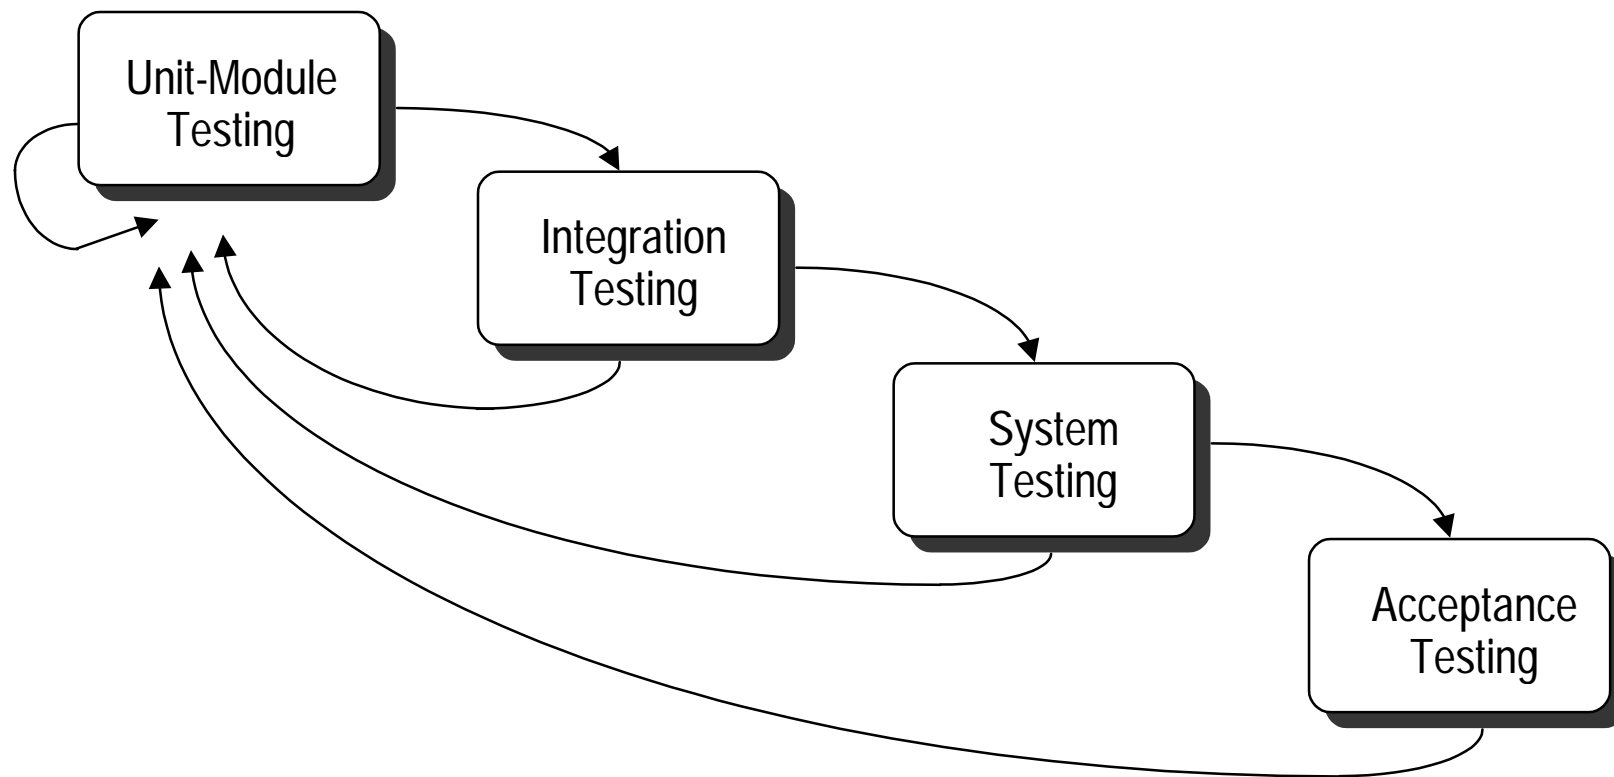 Unit-Module
Testing
Integration
Testing
System
Testing
Acceptance
Testing